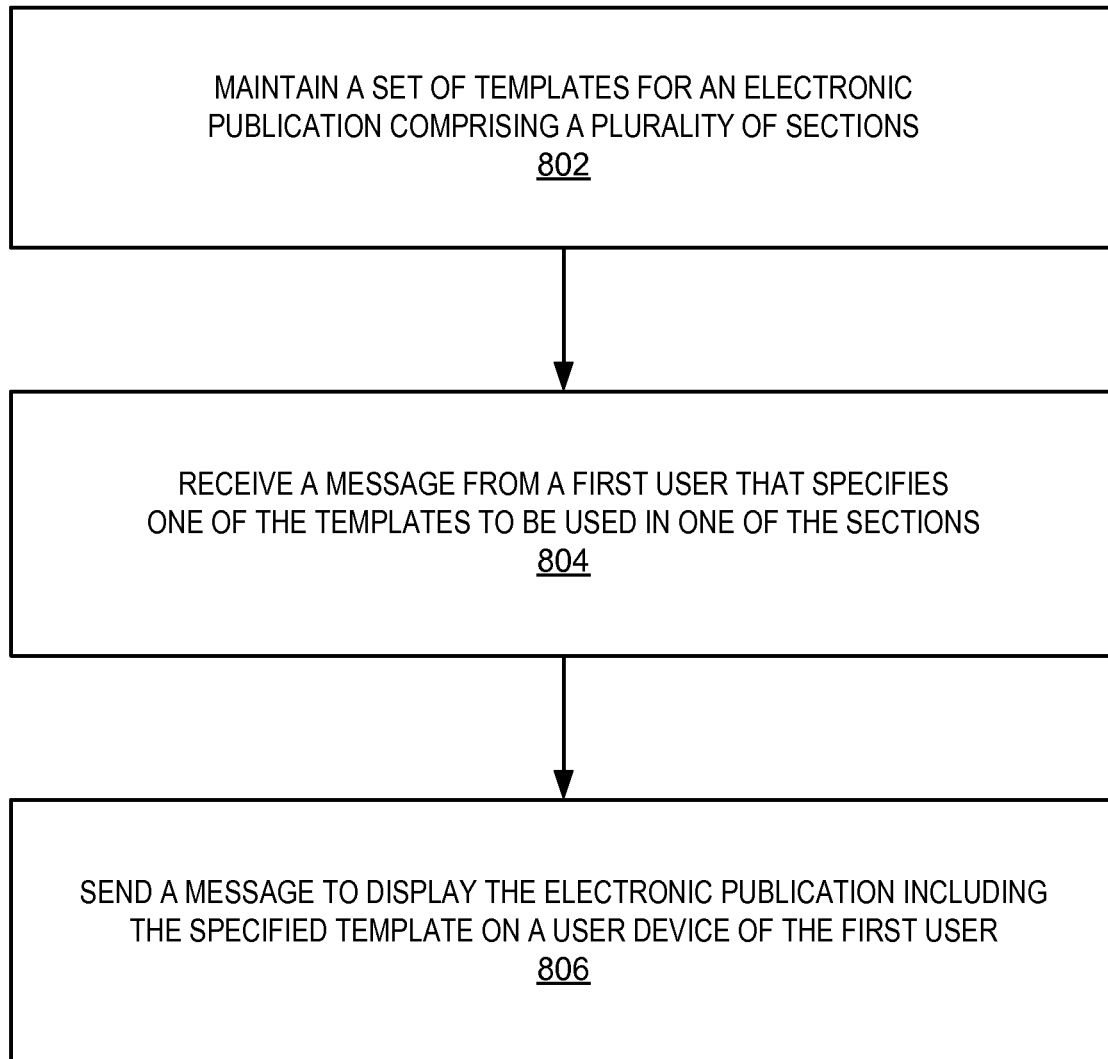 MAINTAIN A SET OF TEMPLATES FOR AN ELECTRONIC
PUBLICATION COMPRISING A PLURALITY OF SECTIONS
802
RECEIVE A MESSAGE FROM A FIRST USER THAT SPECIFIES
ONE OF THE TEMPLATES TO BE USED IN ONE OF THE SECTIONS
804
SEND A MESSAGE TO DISPLAY THE ELECTRONIC PUBLICATION INCLUDING
THE SPECIFIED TEMPLATE ON A USER DEVICE OF THE FIRST USER
806